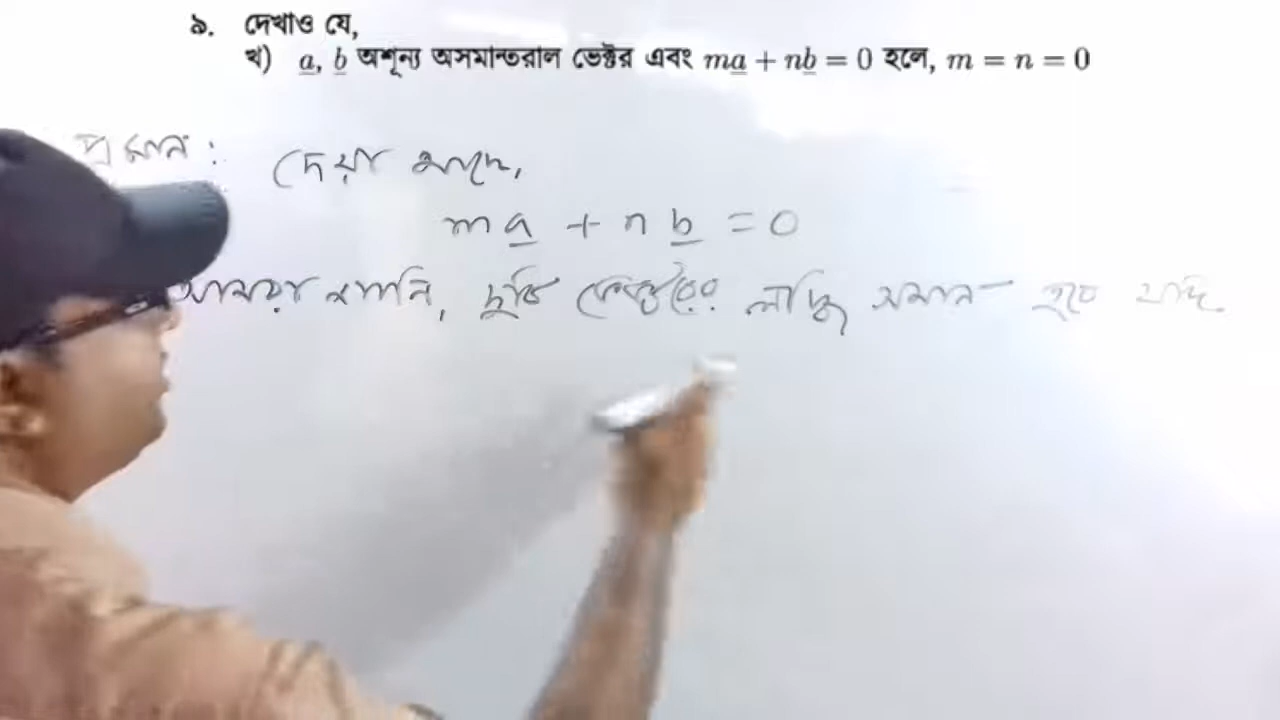 ৯. দেখাও যে,
খ) a, b অশূন্য অসমান্তরাল ভেক্টর এবং ma + nb = 0 হলে, m = n = 0
প্রমান:
দেয়া আছে,
ma + nb = 0
আমরা জানি, দুটি ভেক্টরের লব্ধি সমান হবে যদি